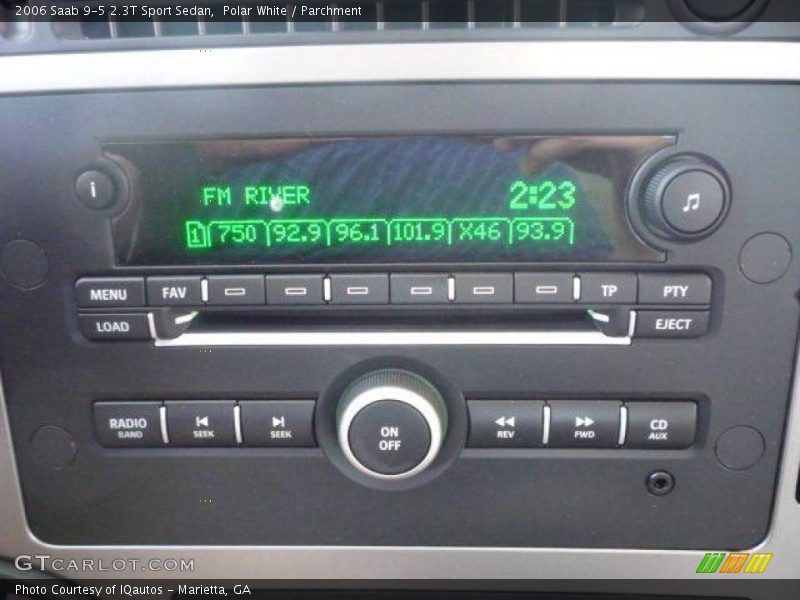 2006 Saab 9-5 2.3T Sport Sedan, Polar White / Parchment
i
FM RIVER 2:23
1 750 92.9 96.1 101.9 X46 93.9
MENU FAV TP PTY
LOAD EJECT
RADIO BAND SEEK SEEK ON OFF REV FWD CD AUX
GTCARLOT.COM
Photo Courtesy of IQautos - Marietta, GA